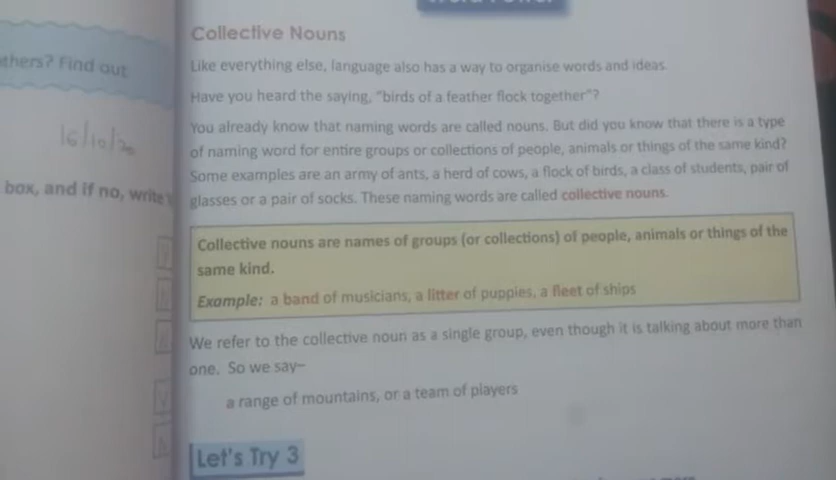 thers? Find out
16/10/20
box, and if no, write
Collective Nouns
Like everything else, language also has a way to organise words and ideas.
Have you heard the saying, "birds of a feather flock together"?
You already know that naming words are called nouns. But did you know that there is a type
of naming word for entire groups or collections of people, animals or things of the same kind?
Some examples are an army of ants, a herd of cows, a flock of birds, a class of students, pair of
glasses or a pair of socks. These naming words are called collective nouns.
Collective nouns are names of groups (or collections) of people, animals or things of the
same kind.
Example: a band of musicians, a litter of puppies, a fleet of ships
We refer to the collective noun as a single group, even though it is talking about more than
one. So we say–
a range of mountains, or a team of players
Let's Try 3